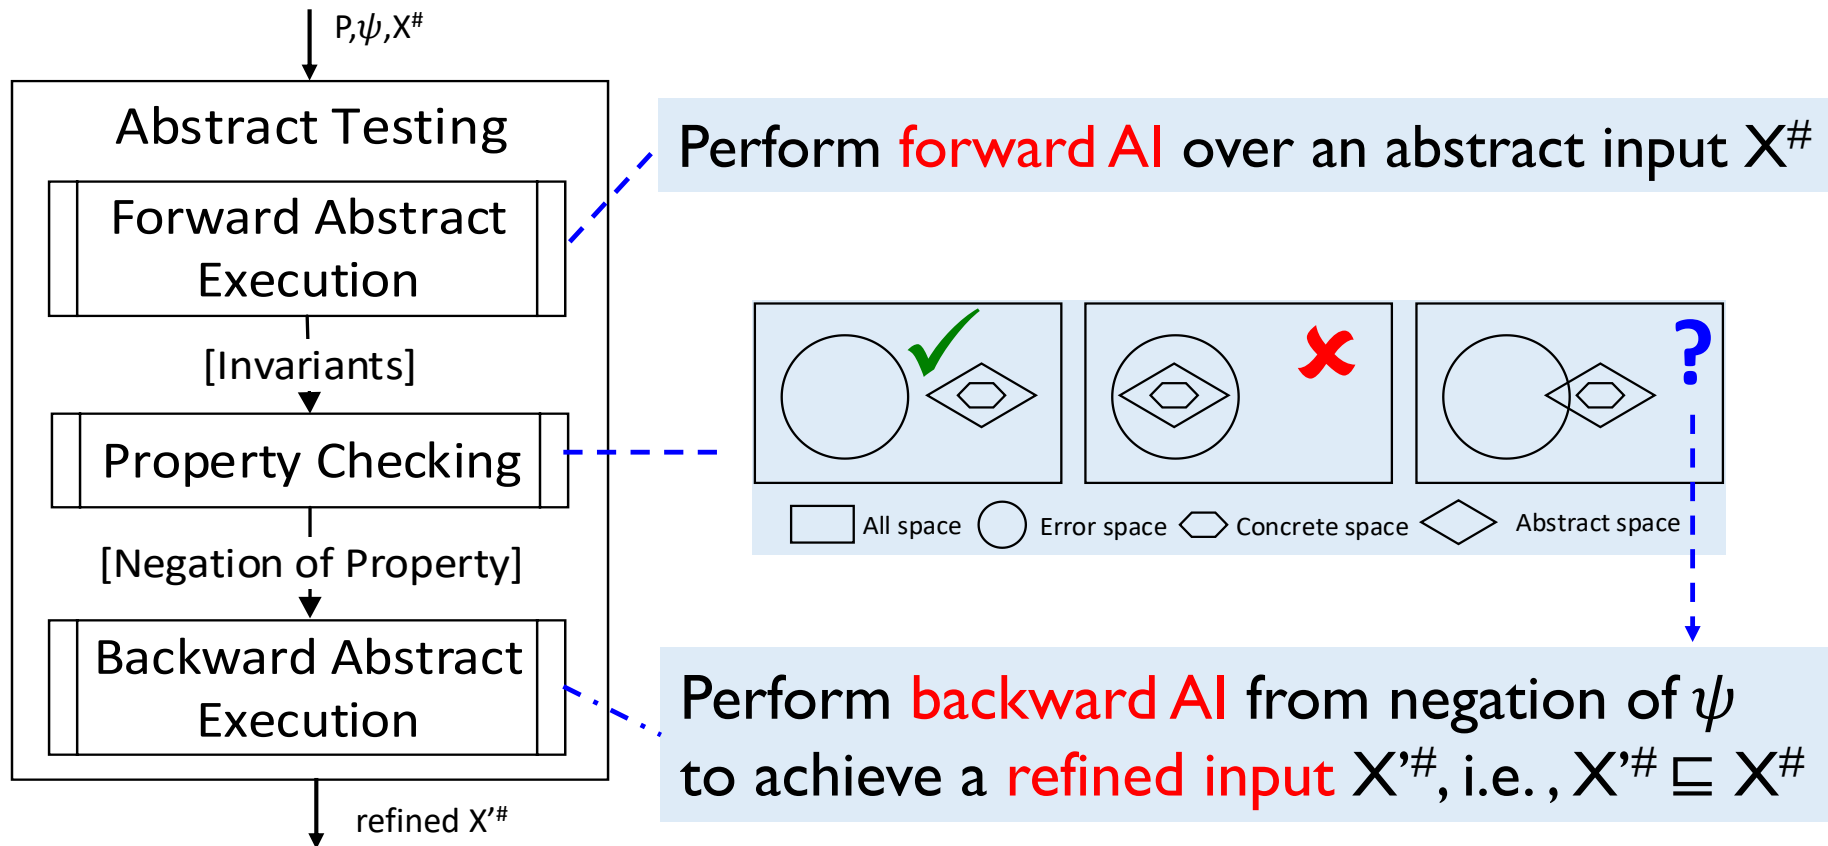 P,ψ,X#
Abstract Testing
Forward Abstract
Execution
[Invariants]
Property Checking
[Negation of Property]
Backward Abstract
Execution
refined X’#
Perform forward AI over an abstract input X#
?
All space
Error space
Concrete space
Abstract space
Perform backward AI from negation of ψ
to achieve a refined input X’#, i.e. , X’# ⊑ X#